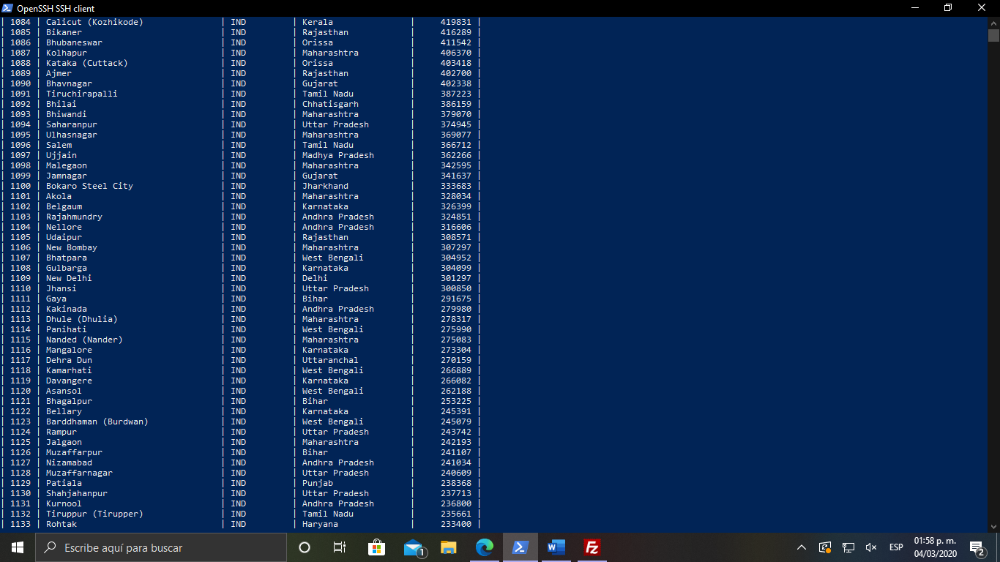 OpenSSH SSH client
| 1084 | Calicut (Kozhikode) | IND | Kerala | 419831 |
| 1085 | Bikaner | IND | Rajasthan | 416289 |
| 1086 | Bhubaneswar | IND | Orissa | 411542 |
| 1087 | Kolhapur | IND | Maharashtra | 406370 |
| 1088 | Kataka (Cuttack) | IND | Orissa | 403418 |
| 1089 | Ajmer | IND | Rajasthan | 402700 |
| 1090 | Bhavnagar | IND | Gujarat | 402338 |
| 1091 | Tiruchirapalli | IND | Tamil Nadu | 387223 |
| 1092 | Bhilai | IND | Chhatisgarh | 386159 |
| 1093 | Bhiwandi | IND | Maharashtra | 379070 |
| 1094 | Saharanpur | IND | Uttar Pradesh | 374945 |
| 1095 | Ulhasnagar | IND | Maharashtra | 369077 |
| 1096 | Salem | IND | Tamil Nadu | 366712 |
| 1097 | Ujjain | IND | Madhya Pradesh | 362266 |
| 1098 | Malegaon | IND | Maharashtra | 342595 |
| 1099 | Jamnagar | IND | Gujarat | 341637 |
| 1100 | Bokaro Steel City | IND | Jharkhand | 333683 |
| 1101 | Akola | IND | Maharashtra | 328034 |
| 1102 | Belgaum | IND | Karnataka | 326399 |
| 1103 | Rajahmundry | IND | Andhra Pradesh | 324851 |
| 1104 | Nellore | IND | Andhra Pradesh | 316606 |
| 1105 | Udaipur | IND | Rajasthan | 308571 |
| 1106 | New Bombay | IND | Maharashtra | 307297 |
| 1107 | Bhatpara | IND | West Bengali | 304952 |
| 1108 | Gulbarga | IND | Karnataka | 304099 |
| 1109 | New Delhi | IND | Delhi | 301297 |
| 1110 | Jhansi | IND | Uttar Pradesh | 300850 |
| 1111 | Gaya | IND | Bihar | 291675 |
| 1112 | Kakinada | IND | Andhra Pradesh | 279980 |
| 1113 | Dhule (Dhulia) | IND | Maharashtra | 278317 |
| 1114 | Panihati | IND | West Bengali | 275990 |
| 1115 | Nanded (Nander) | IND | Maharashtra | 275083 |
| 1116 | Mangalore | IND | Karnataka | 273304 |
| 1117 | Dehra Dun | IND | Uttaranchal | 270159 |
| 1118 | Kamarhati | IND | West Bengali | 266889 |
| 1119 | Davangere | IND | Karnataka | 266082 |
| 1120 | Asansol | IND | West Bengali | 262188 |
| 1121 | Bhagalpur | IND | Bihar | 253225 |
| 1122 | Bellary | IND | Karnataka | 245391 |
| 1123 | Barddhaman (Burdwan) | IND | West Bengali | 245079 |
| 1124 | Rampur | IND | Uttar Pradesh | 243742 |
| 1125 | Jalgaon | IND | Maharashtra | 242193 |
| 1126 | Muzaffarpur | IND | Bihar | 241107 |
| 1127 | Nizamabad | IND | Andhra Pradesh | 241034 |
| 1128 | Muzaffarnagar | IND | Uttar Pradesh | 240609 |
| 1129 | Patiala | IND | Punjab | 238368 |
| 1130 | Shahjahanpur | IND | Uttar Pradesh | 237713 |
| 1131 | Kurnool | IND | Andhra Pradesh | 236800 |
| 1132 | Tiruppur (Tirupper) | IND | Tamil Nadu | 235661 |
| 1133 | Rohtak | IND | Haryana | 233400 |
Escribe aquí para buscar
1
ESP
01:58 p. m.
04/03/2020
2